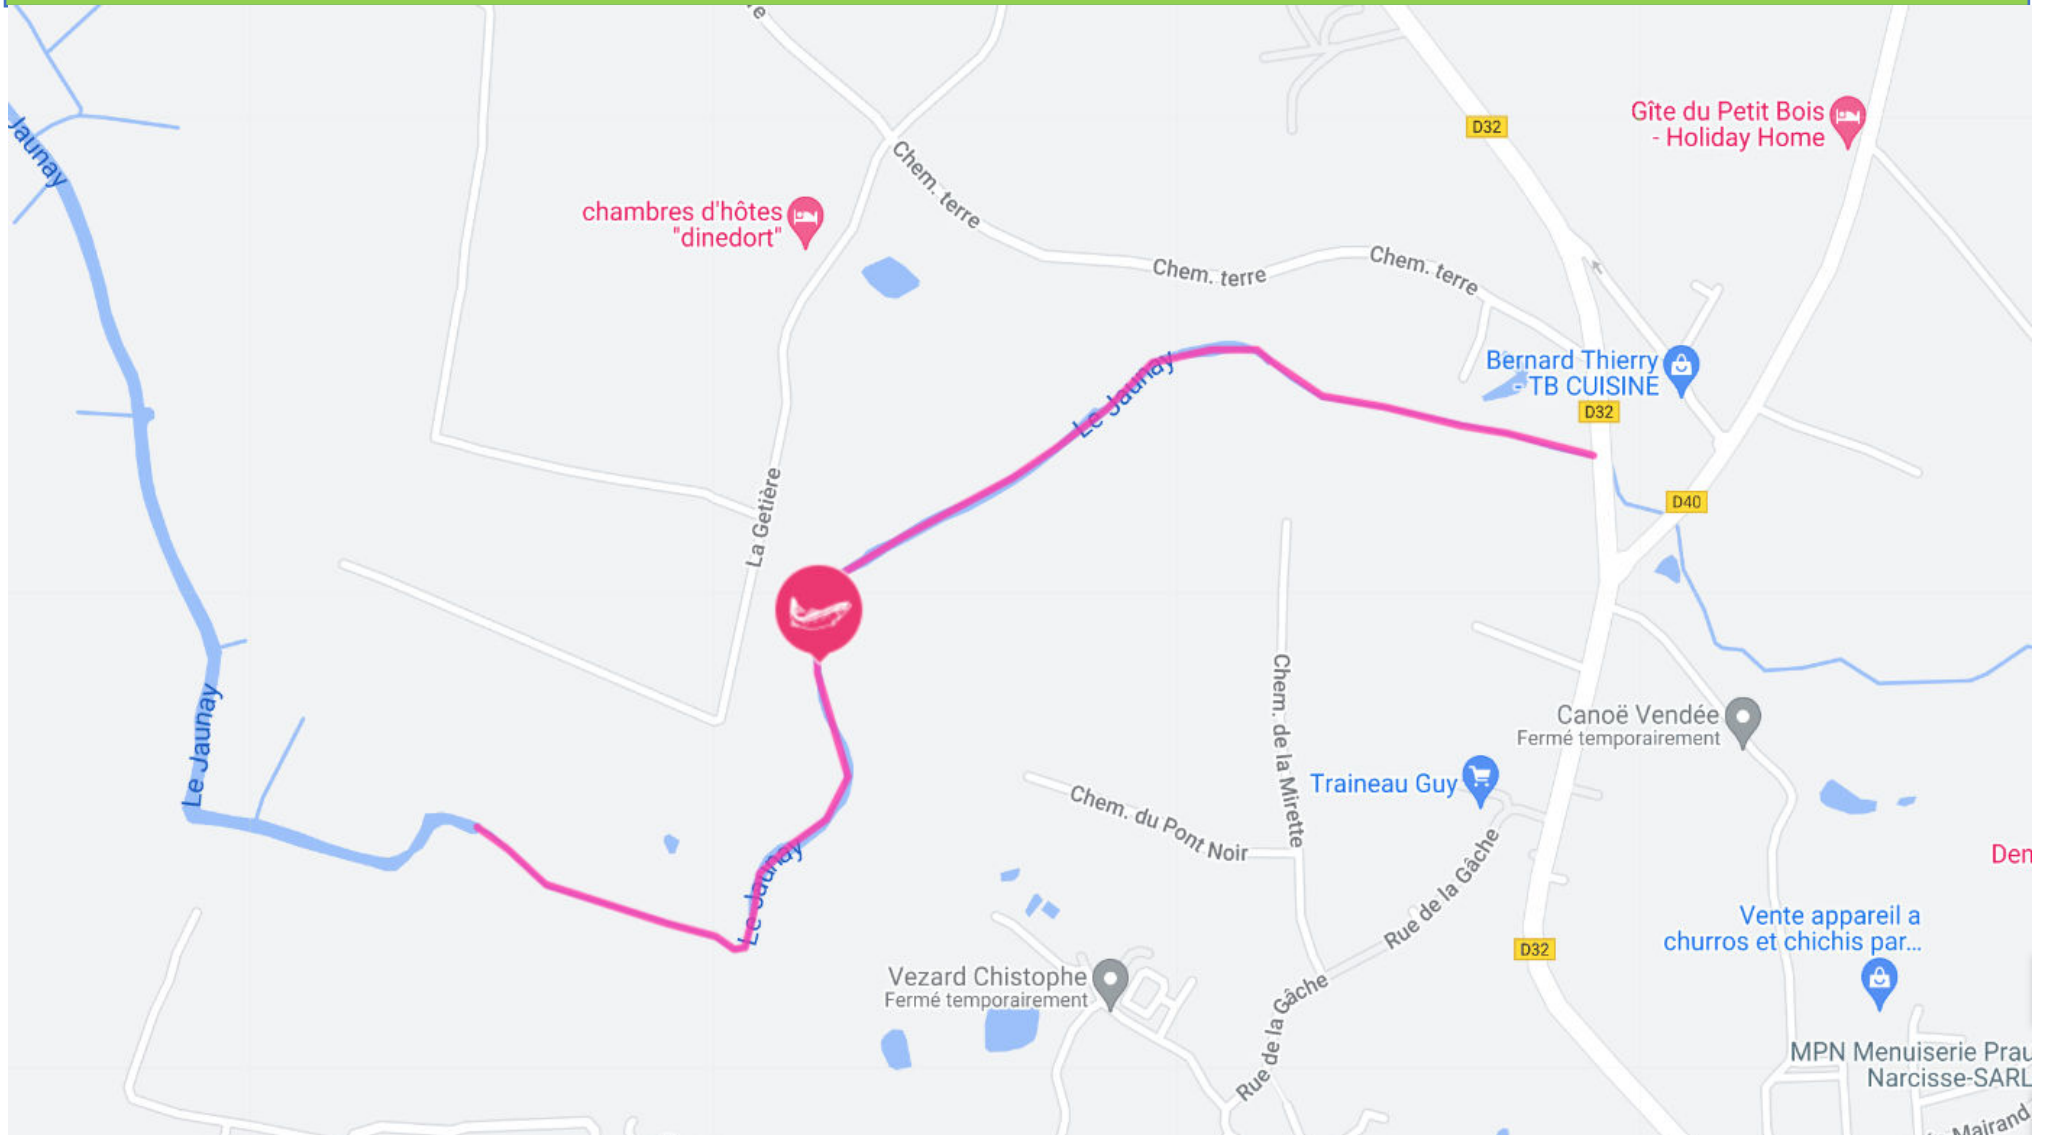 Jaunay
D32
Gîte du Petit Bois
- Holiday Home
Chem. terre
chambres d'hôtes
"dinedort"
Chem. terre
Chem. terre
Bernard Thierry
- TB CUISINE
D32
Le Jaunay
La Getière
D40
Le Jaunay
Chem. de la Mirette
Canoë Vendée
Fermé temporairement
Traineau Guy
Chem. du Pont Noir
Le Jaunay
Rue de la Gâche
Den
Vente appareil a
churros et chichis par...
D32
Vezard Chistophe
Fermé temporairement
Rue de la Gâche
MPN Menuiserie Prau
Narcisse-SARL
Mairand